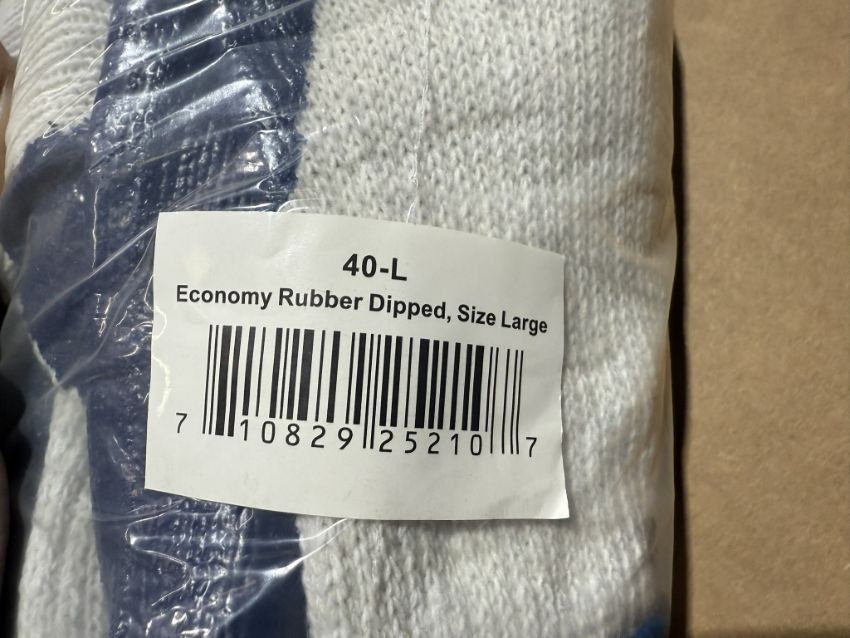 40-L
Economy Rubber Dipped, Size Large
7 10829 25210 7